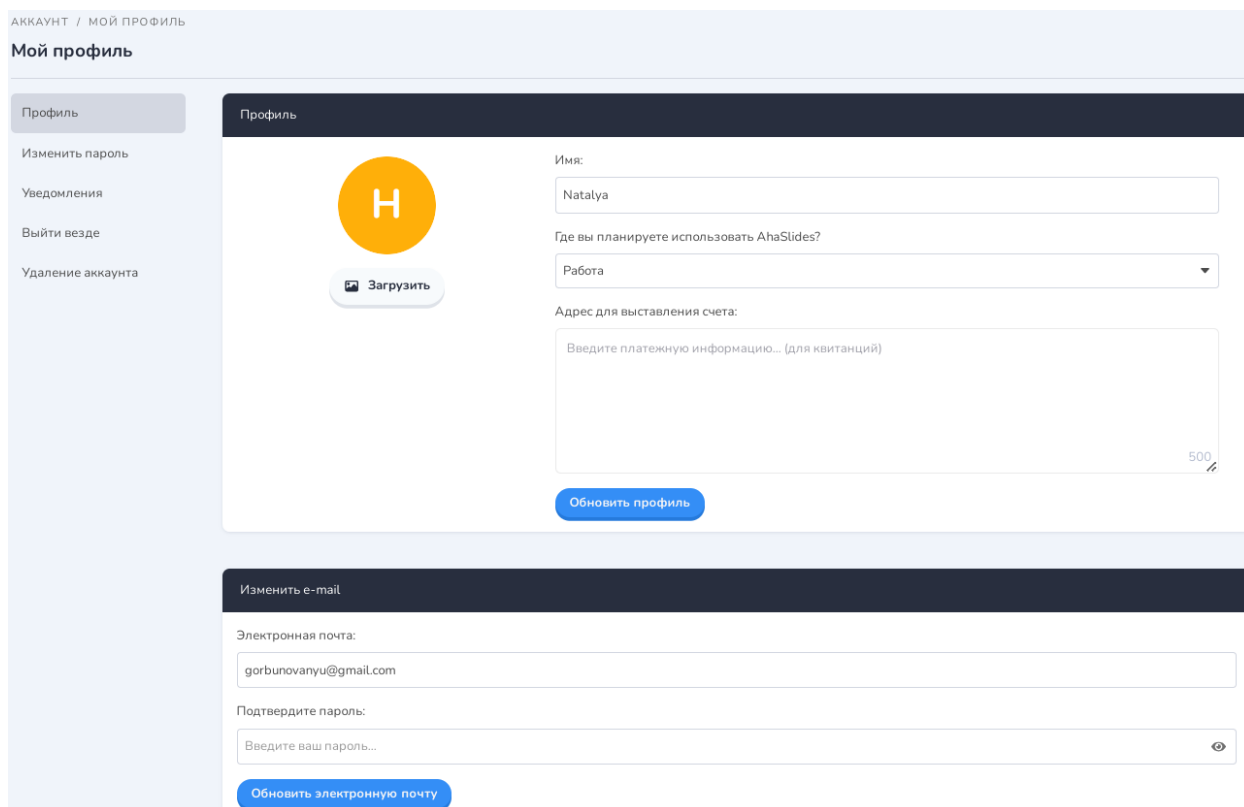 АККАУНТ / МОЙ ПРОФИЛЬ
Мой профиль
Профиль
Изменить пароль
Уведомления
Выйти везде
Удаление аккаунта
Профиль
H
Загрузить
Имя:
Natalya
Где вы планируете использовать AhaSlides?
Работа
Адрес для выставления счета:
Введите платежную информацию... (для квитанций)
500
Обновить профиль
Изменить e-mail
Электронная почта:
gorbunovanyu@gmail.com
Подтвердите пароль:
Введите ваш пароль...
Обновить электронную почту